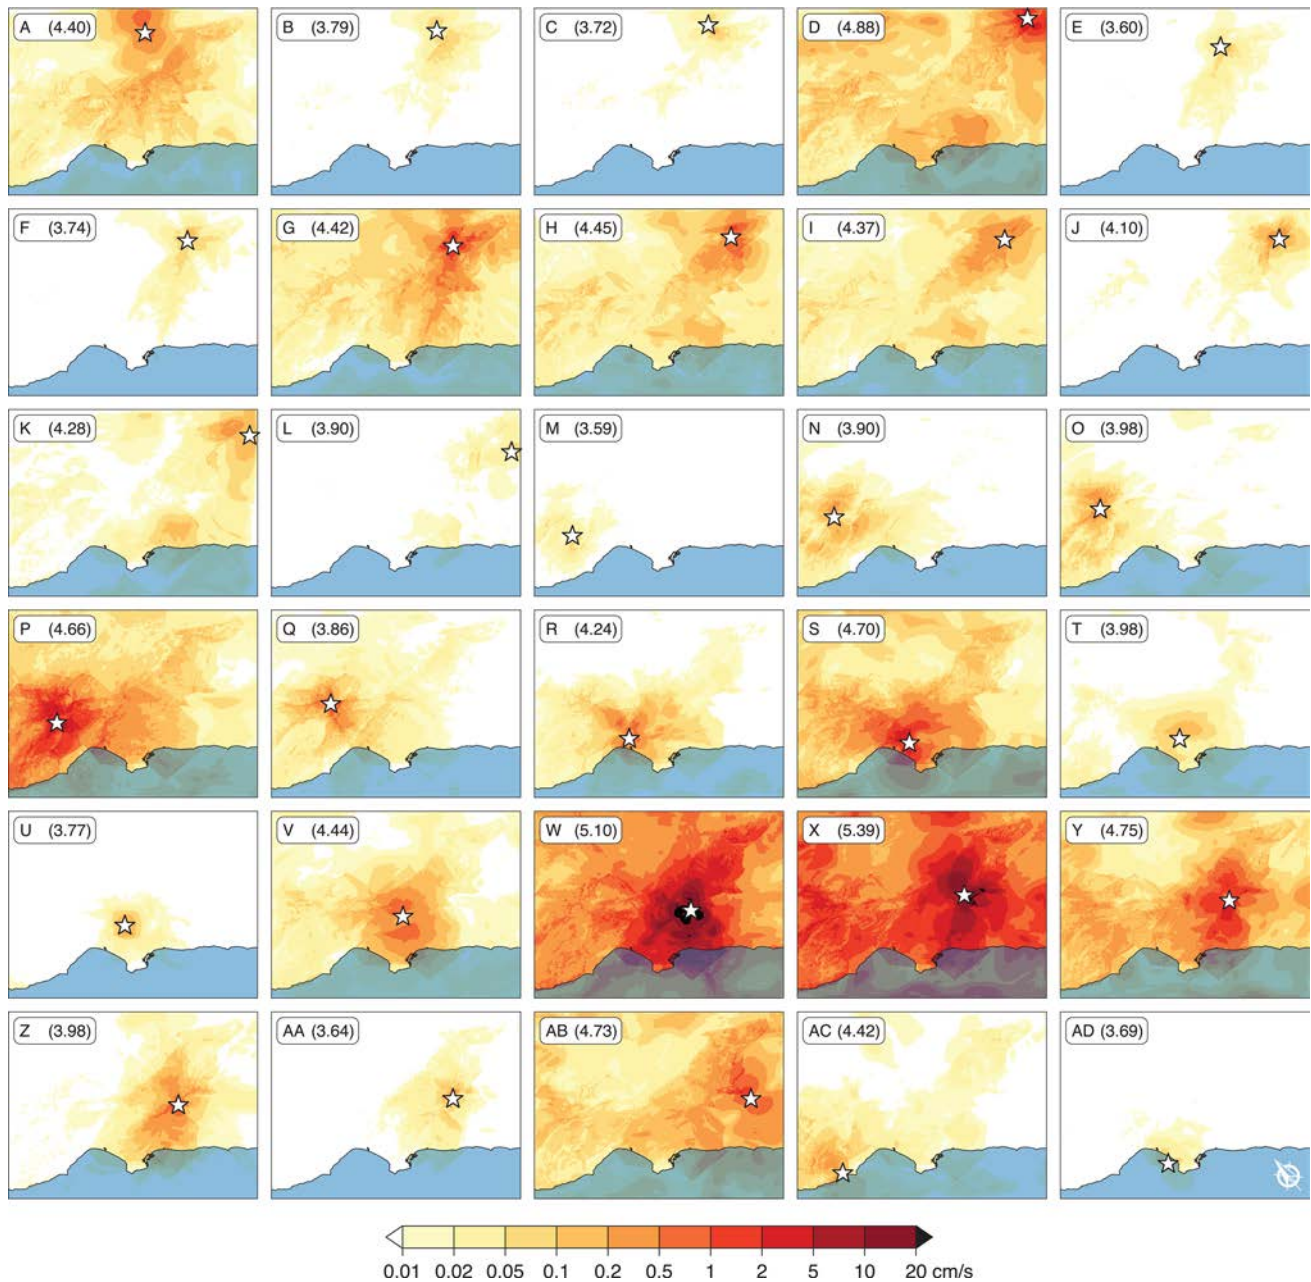 A (4.40) B (3.79) C (3.72) D (4.88) E (3.60)
F (3.74) G (4.42) H (4.45) I (4.37) J (4.10)
K (4.28) L (3.90) M (3.59) N (3.90) O (3.98)
P (4.66) Q (3.86) R (4.24) S (4.70) T (3.98)
U (3.77) V (4.44) W (5.10) X (5.39) Y (4.75)
Z (3.98) AA (3.64) AB (4.73) AC (4.42) AD (3.69)
0.01 0.02 0.05 0.1 0.2 0.5 1 2 5 10 20 cm/s